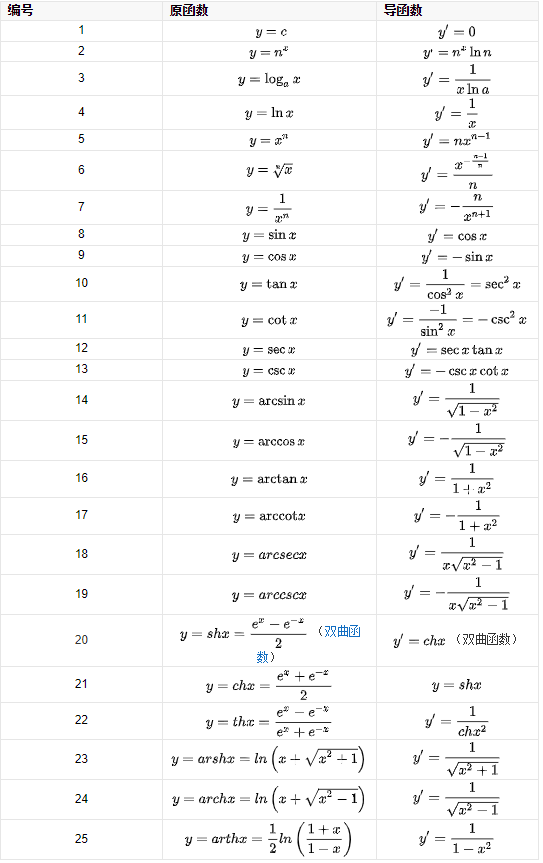 编号 原函数 导函数
1 y = c y′ = 0
2 y = n^x y' = n^x ln n
3 y = log_a x y′ = 1/(x ln a)
4 y = ln x y′ = 1/x
5 y = x^n y′ = nx^(n−1)
6 y = ⁿ√x y′ = x^(−(n−1)/n)/n
7 y = 1/x^n y′ = −n/x^(n+1)
8 y = sin x y′ = cos x
9 y = cos x y′ = − sin x
10 y = tan x y′ = 1/cos² x = sec² x
11 y = cot x y′ = −1/sin² x = − csc² x
12 y = sec x y′ = sec x tan x
13 y = csc x y′ = − csc x cot x
14 y = arcsin x y′ = 1/√(1 − x²)
15 y = arccos x y′ = −1/√(1 − x²)
16 y = arctan x y′ = 1/(1 + x²)
17 y = arccotx y′ = −1/(1 + x²)
18 y = arcsecx y′ = 1/(x√(x² − 1))
19 y = arccscx y′ = −1/(x√(x² − 1))
20 y = shx = (e^x − e^(−x))/2 （双曲函 y′ = chx （双曲函数）
数）
21 y = chx = (e^x + e^(−x))/2 y = shx
22 y = thx = (e^x − e^(−x))/(e^x + e^(−x)) y′ = 1/chx²
23 y = arshx = ln(x + √(x² + 1)) y′ = 1/√(x² + 1)
24 y = archx = ln(x + √(x² − 1)) y′ = 1/√(x² − 1)
25 y = arthx = 1/2 ln((1 + x)/(1 − x)) y′ = 1/(1 − x²)